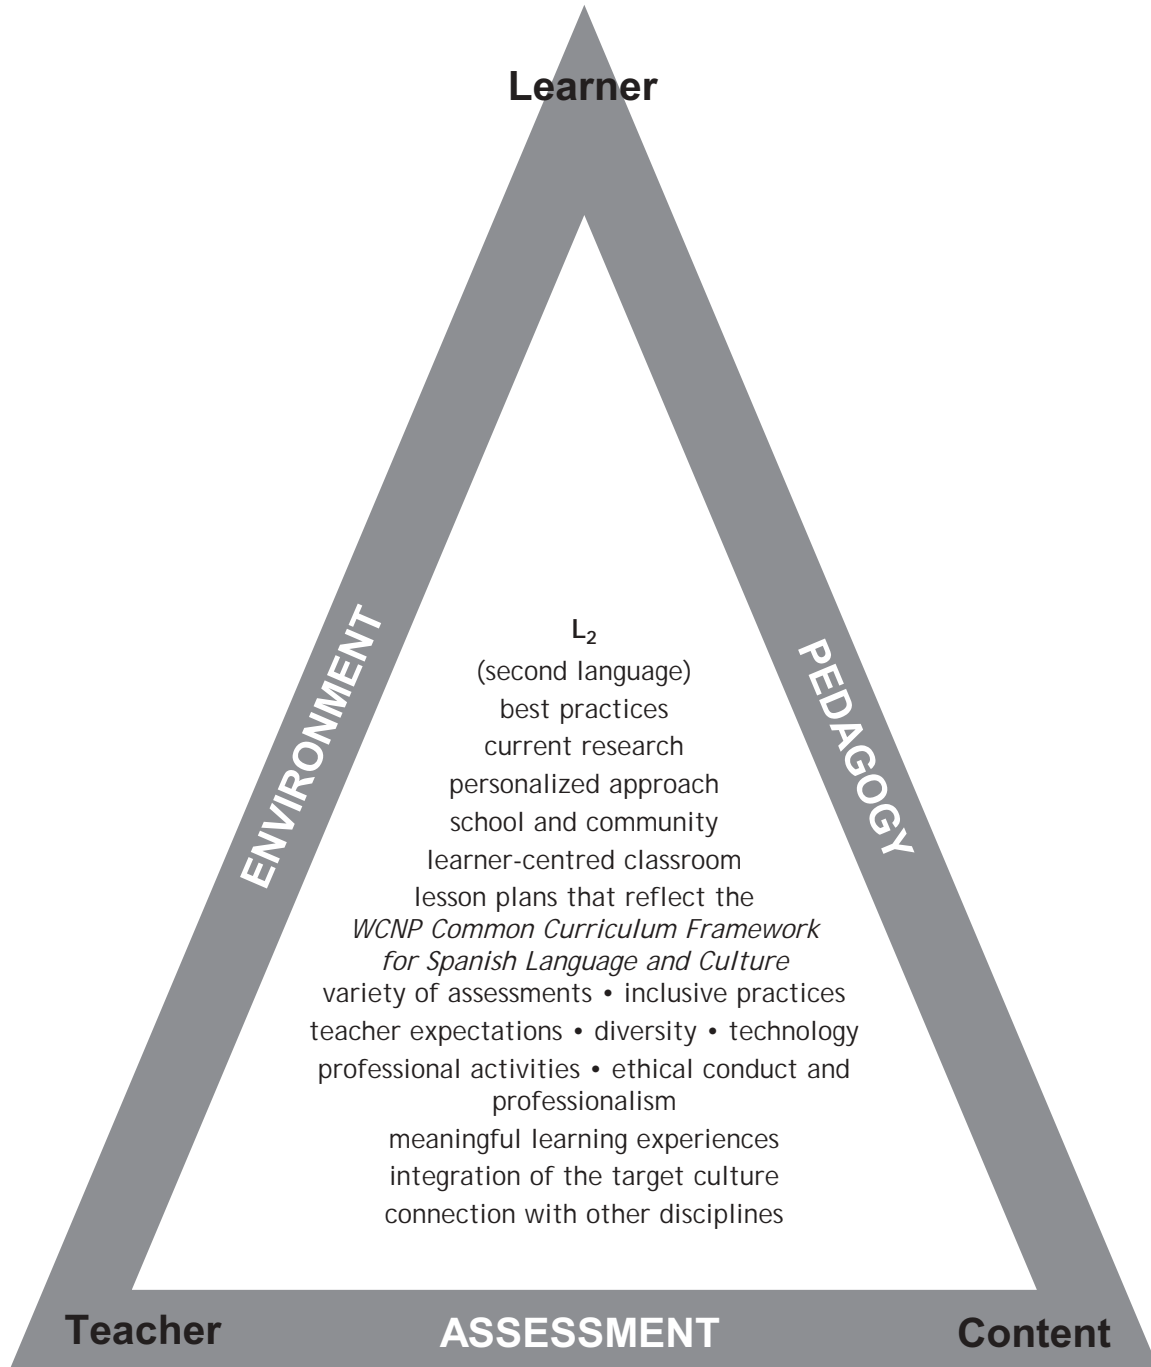 Learner
ENVIRONMENT
PEDAGOGY
L₂
(second language)
best practices
current research
personalized approach
school and community
learner-centred classroom
lesson plans that reflect the
WCNP Common Curriculum Framework
for Spanish Language and Culture
variety of assessments • inclusive practices
teacher expectations • diversity • technology
professional activities • ethical conduct and
professionalism
meaningful learning experiences
integration of the target culture
connection with other disciplines
Teacher
ASSESSMENT
Content